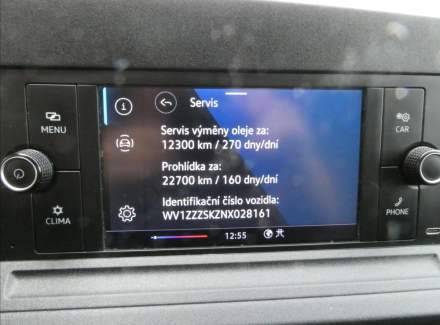 Servis
MENU
CAR
Servis výměny oleje za:
12300 km / 270 dny/dní
Prohlídka za:
22700 km / 160 dny/dní
Identifikační číslo vozidla:
WV1ZZZSKZNX028161
CLIMA
PHONE
12:55